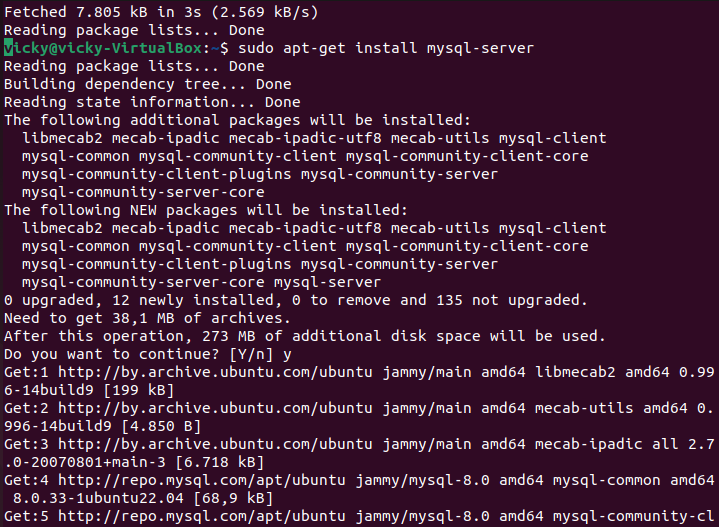 Fetched 7.805 kB in 3s (2.569 kB/s)
Reading package lists... Done
vicky@vicky-VirtualBox:~$ sudo apt-get install mysql-server
Reading package lists... Done
Building dependency tree... Done
Reading state information... Done
The following additional packages will be installed:
  libmecab2 mecab-ipadic mecab-ipadic-utf8 mecab-utils mysql-client
  mysql-common mysql-community-client mysql-community-client-core
  mysql-community-client-plugins mysql-community-server
  mysql-community-server-core
The following NEW packages will be installed:
  libmecab2 mecab-ipadic mecab-ipadic-utf8 mecab-utils mysql-client
  mysql-common mysql-community-client mysql-community-client-core
  mysql-community-client-plugins mysql-community-server
  mysql-community-server-core mysql-server
0 upgraded, 12 newly installed, 0 to remove and 135 not upgraded.
Need to get 38,1 MB of archives.
After this operation, 273 MB of additional disk space will be used.
Do you want to continue? [Y/n] y
Get:1 http://by.archive.ubuntu.com/ubuntu jammy/main amd64 libmecab2 amd64 0.99
6-14build9 [199 kB]
Get:2 http://by.archive.ubuntu.com/ubuntu jammy/main amd64 mecab-utils amd64 0.
996-14build9 [4.850 B]
Get:3 http://by.archive.ubuntu.com/ubuntu jammy/main amd64 mecab-ipadic all 2.7
.0-20070801+main-3 [6.718 kB]
Get:4 http://repo.mysql.com/apt/ubuntu jammy/mysql-8.0 amd64 mysql-common amd64
 8.0.33-1ubuntu22.04 [68,9 kB]
Get:5 http://repo.mysql.com/apt/ubuntu jammy/mysql-8.0 amd64 mysql-community-cl